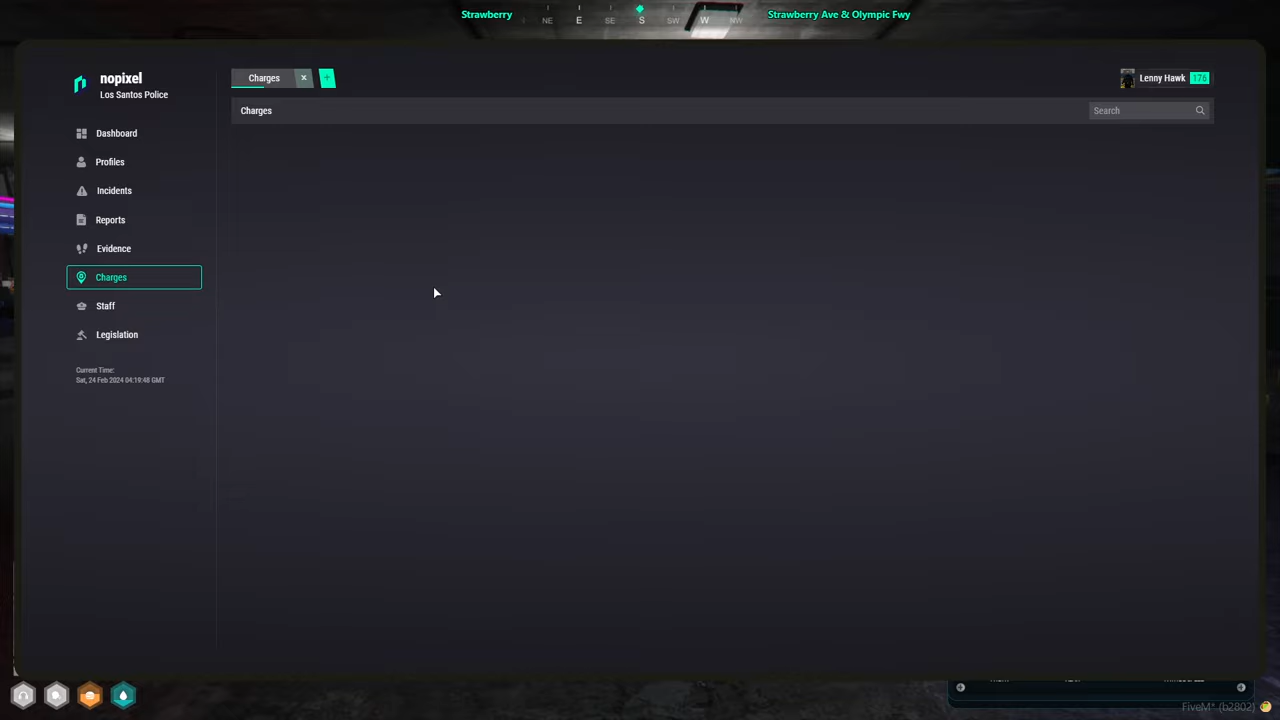 Strawberry
NE E SE S SW W NW
Strawberry Ave & Olympic Fwy
nopixel
Los Santos Police
Charges
Lenny Hawk 176
Charges
Search
Dashboard
Profiles
Incidents
Reports
Evidence
Charges
Staff
Legislation
Current Time:
Sat, 24 Feb 2024 04:19:48 GMT
FiveM* (b2802)